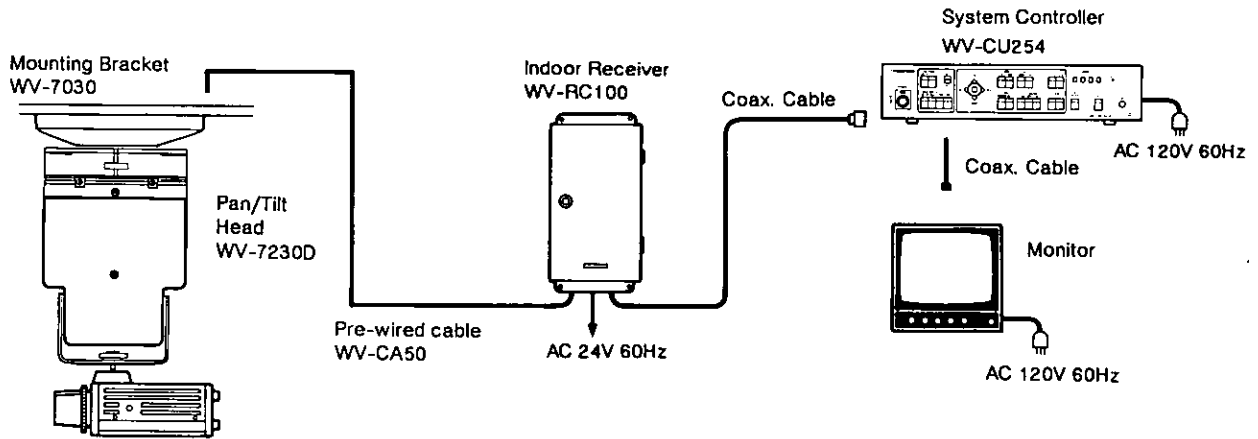 System Controller
WV-CU254
Mounting Bracket
WV-7030
Indoor Receiver
WV-RC100
Coax. Cable
AC 120V 60Hz
Coax. Cable
Pan/Tilt
Head
WV-7230D
Monitor
Pre-wired cable
WV-CA50
AC 24V 60Hz
AC 120V 60Hz